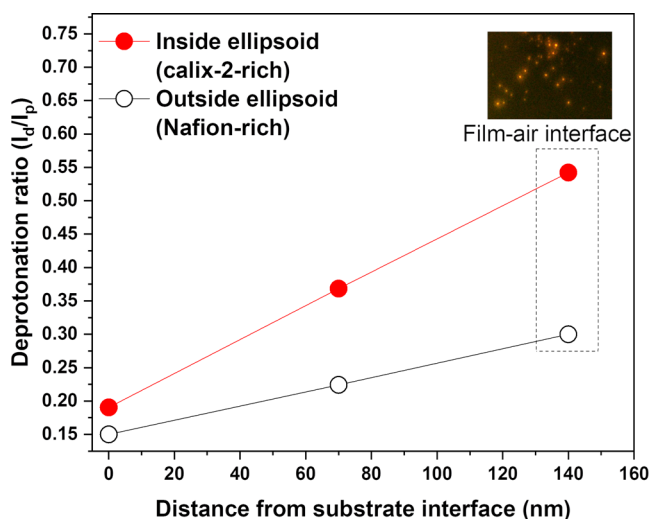 Inside ellipsoid
(calix-2-rich)
Outside ellipsoid
(Nafion-rich)
Film-air interface
Deprotonation ratio (I_d/I_p)
0.75
0.70
0.65
0.60
0.55
0.50
0.45
0.40
0.35
0.30
0.25
0.20
0.15
0 20 40 60 80 100 120 140 160
Distance from substrate interface (nm)